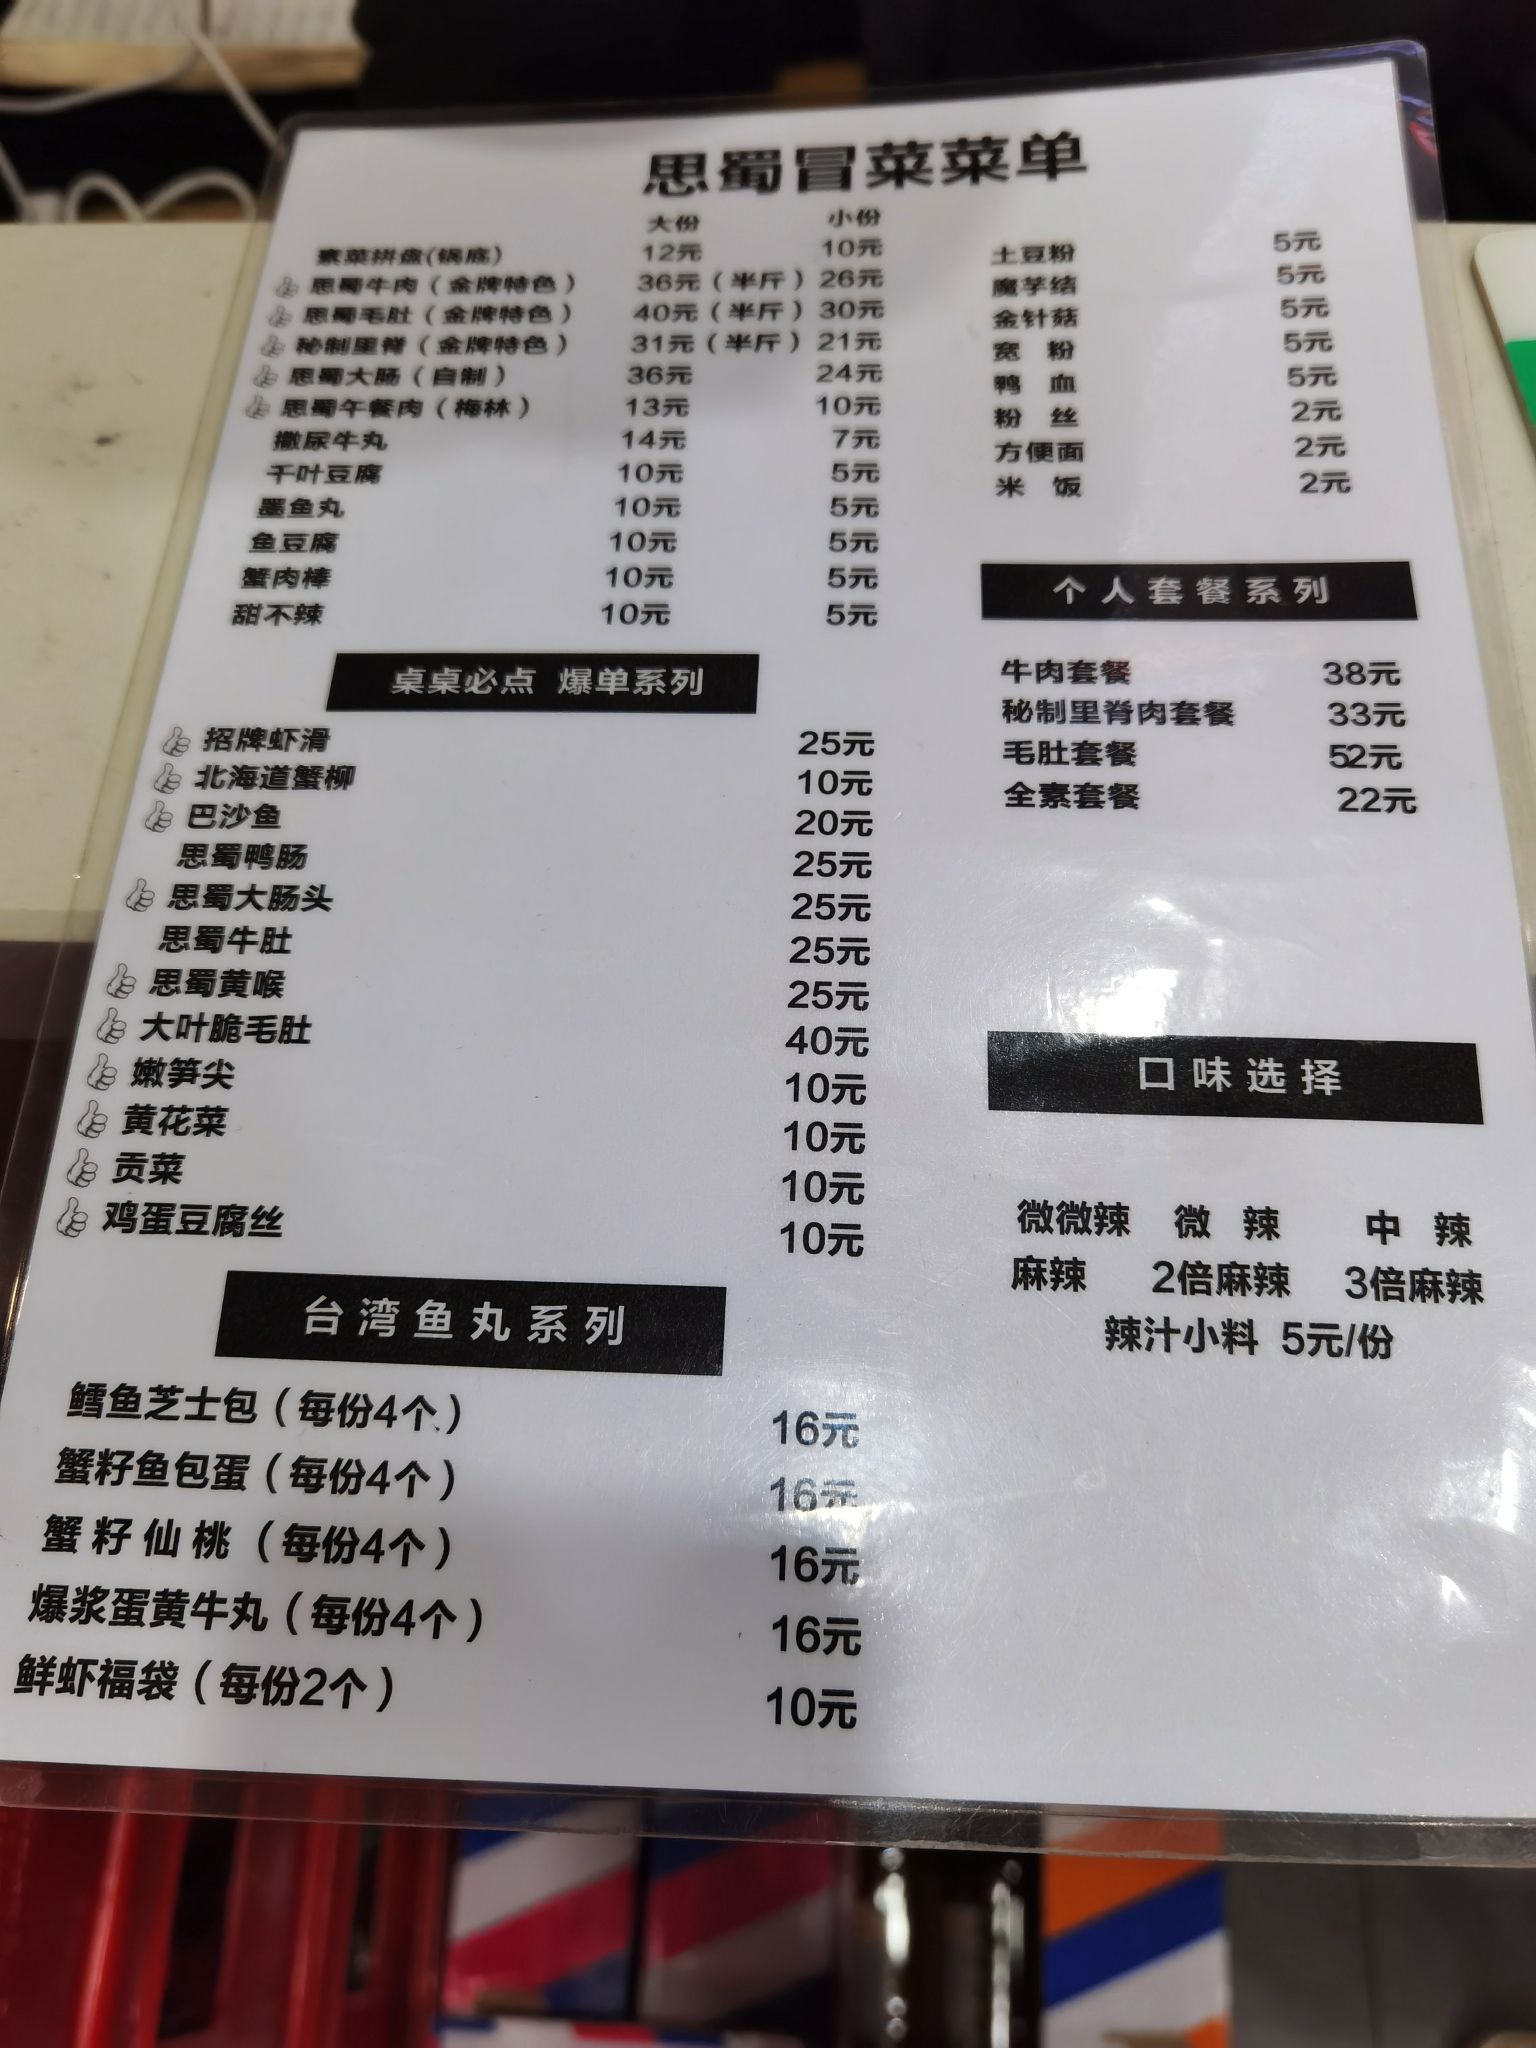 思蜀冒菜菜单
大份 小份
素菜拼盘(锅底) 12元 10元
思蜀牛肉（金牌特色） 36元（半斤）26元
思蜀毛肚（金牌特色） 40元（半斤）30元
秘制里脊（金牌特色） 31元（半斤）21元
思蜀大肠（自制） 36元 24元
思蜀午餐肉（梅林） 13元 10元
撒尿牛丸 14元 7元
千叶豆腐 10元 5元
墨鱼丸 10元 5元
鱼豆腐 10元 5元
蟹肉棒 10元 5元
甜不辣 10元 5元
桌桌必点 爆单系列
招牌虾滑 25元
北海道蟹柳 10元
巴沙鱼 20元
思蜀鸭肠 25元
思蜀大肠头 25元
思蜀牛肚 25元
思蜀黄喉 25元
大叶脆毛肚 40元
嫩笋尖 10元
黄花菜 10元
贡菜 10元
鸡蛋豆腐丝 10元
台湾鱼丸系列
鳕鱼芝士包（每份4个） 16元
蟹籽鱼包蛋（每份4个） 16元
蟹籽仙桃（每份4个） 16元
爆浆蛋黄牛丸（每份4个） 16元
鲜虾福袋（每份2个） 10元
土豆粉 5元
魔芋结 5元
金针菇 5元
宽 粉 5元
鸭 血 5元
粉 丝 2元
方便面 2元
米 饭 2元
个人套餐系列
牛肉套餐 38元
秘制里脊肉套餐 33元
毛肚套餐 52元
全素套餐 22元
口味选择
微微辣 微 辣 中 辣
麻辣 2倍麻辣 3倍麻辣
辣汁小料 5元/份